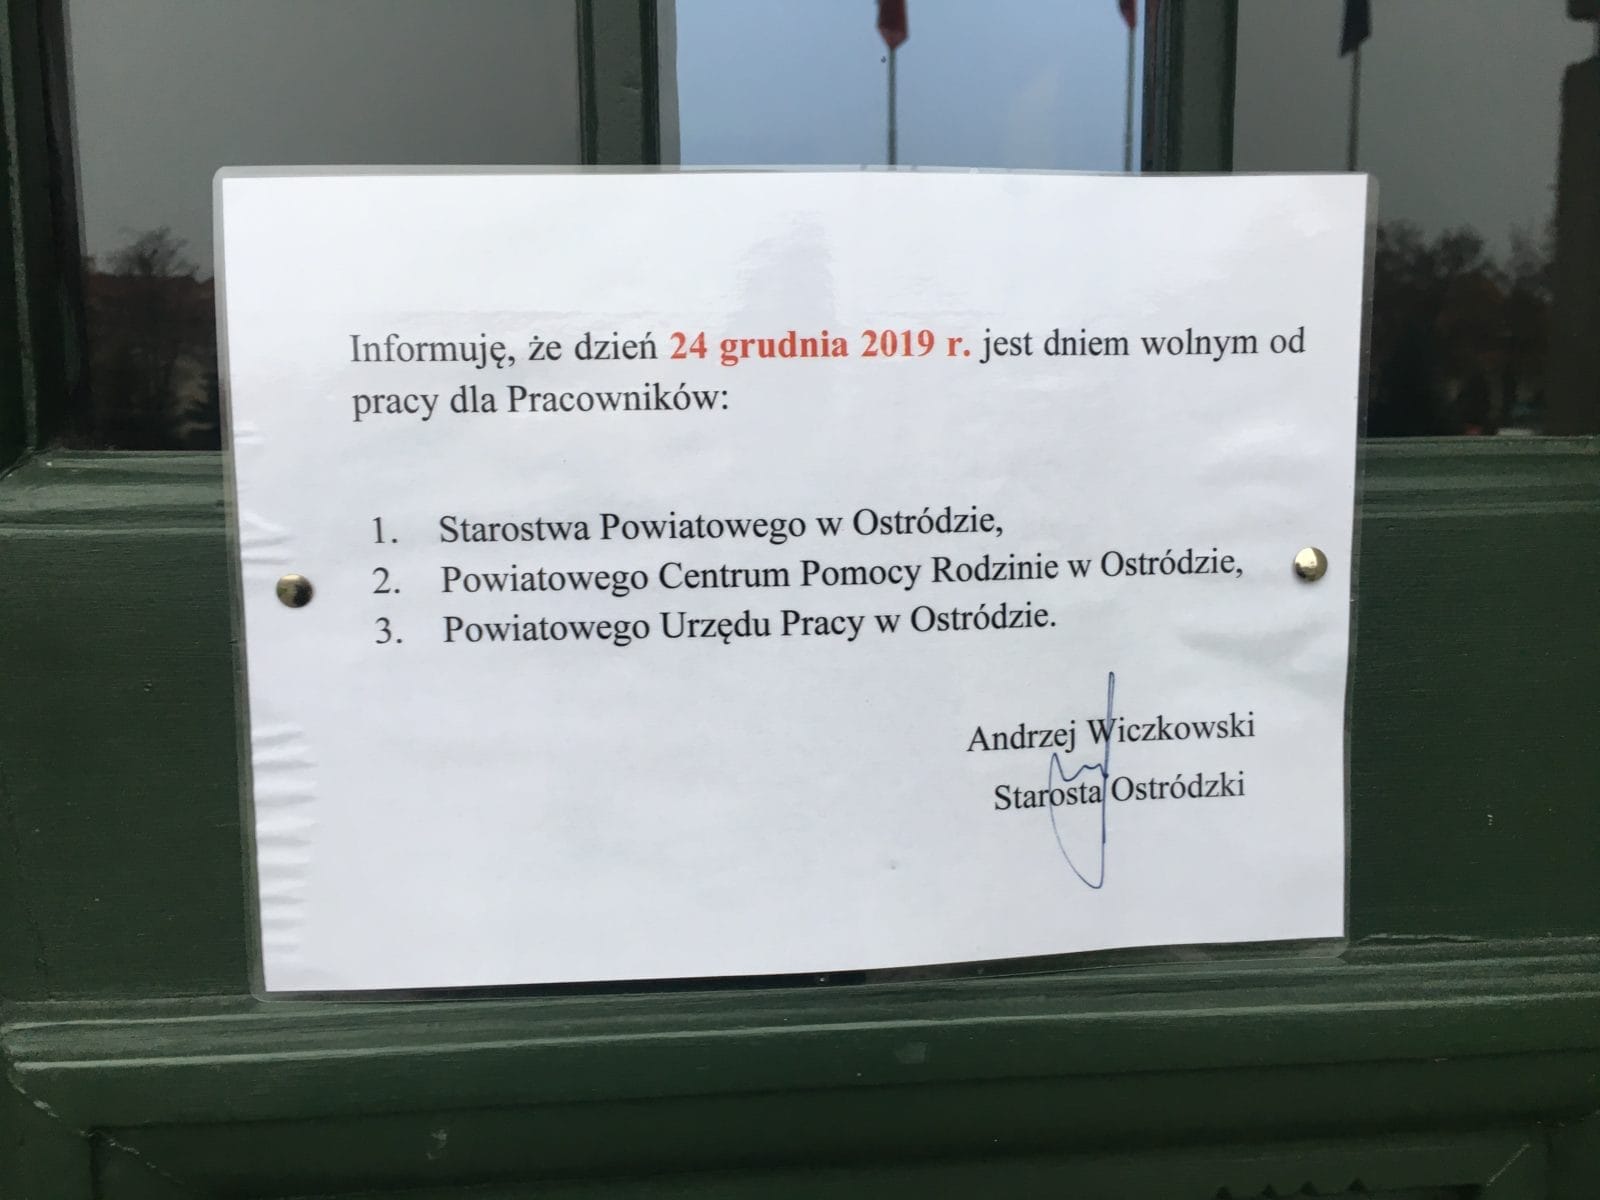 Informuję, że dzień 24 grudnia 2019 r. jest dniem wolnym od
pracy dla Pracowników:
1. Starostwa Powiatowego w Ostródzie,
2. Powiatowego Centrum Pomocy Rodzinie w Ostródzie,
3. Powiatowego Urzędu Pracy w Ostródzie.
Andrzej Wiczkowski
Starosta Ostródzki